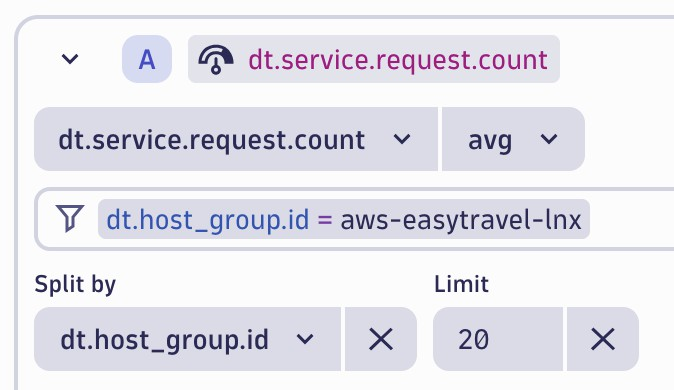 A dt.service.request.count
dt.service.request.count avg
dt.host_group.id = aws-easytravel-lnx
Split by Limit
dt.host_group.id 20